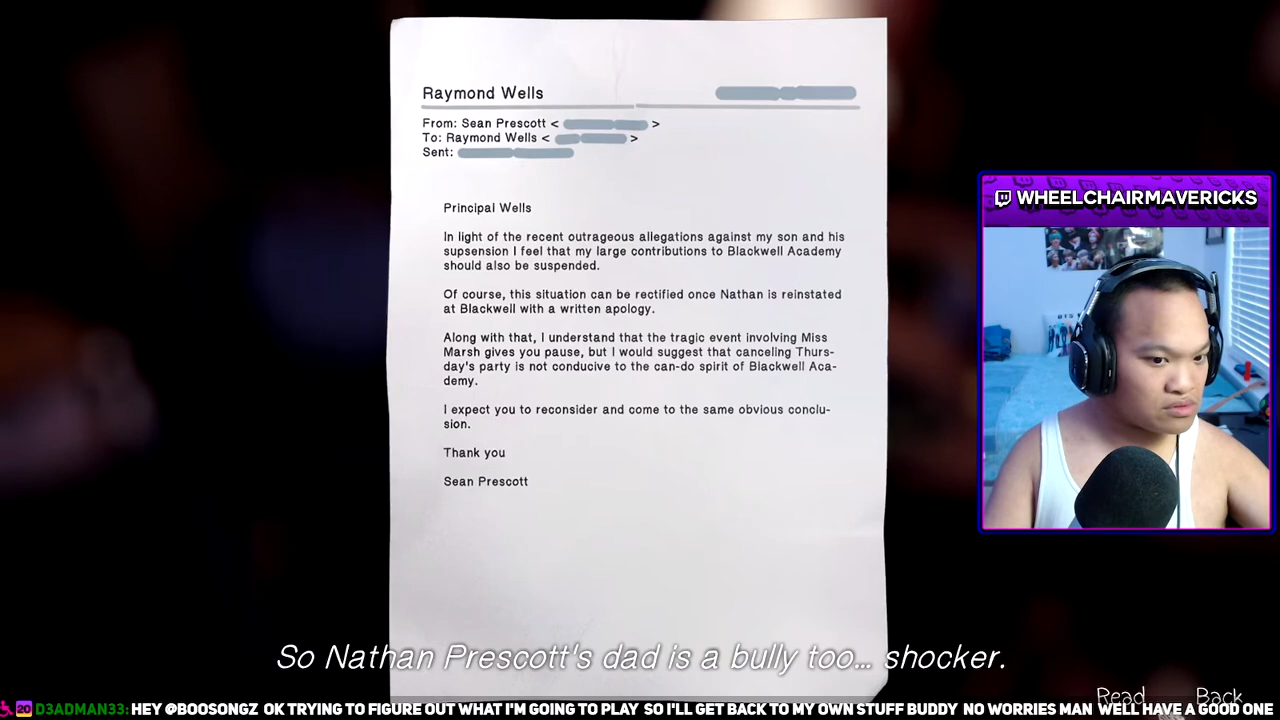 Raymond Wells
From: Sean Prescott < >
To: Raymond Wells < >
Sent:
Principal Wells
In light of the recent outrageous allegations against my son and his
supsension I feel that my large contributions to Blackwell Academy
should also be suspended.
Of course, this situation can be rectified once Nathan is reinstated
at Blackwell with a written apology.
Along with that, I understand that the tragic event involving Miss
Marsh gives you pause, but I would suggest that canceling Thurs-
day's party is not conducive to the can-do spirit of Blackwell Aca-
demy.
I expect you to reconsider and come to the same obvious conclu-
sion.
Thank you
Sean Prescott
WHEELCHAIRMAVERICKS
So Nathan Prescott's dad is a bully too... shocker.
Read Back
20 D3ADMAN33: HEY @BOOSONGZ OK TRYING TO FIGURE OUT WHAT I'M GOING TO PLAY SO I'LL GET BACK TO MY OWN STUFF BUDDY NO WORRIES MAN WELL HAVE A GOOD ONE